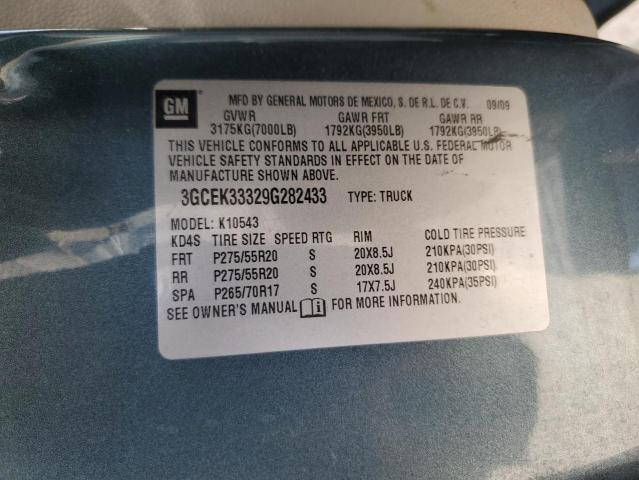 GM
MFD BY GENERAL MOTORS DE MEXICO, S. DE R.L. DE C.V. 09/09
GVWR GAWR FRT GAWR RR
3175KG(7000LB) 1792KG(3950LB) 1792KG(3950LB)
THIS VEHICLE CONFORMS TO ALL APPLICABLE U.S. FEDERAL MOTOR
VEHICLE SAFETY STANDARDS IN EFFECT ON THE DATE OF
MANUFACTURE SHOWN ABOVE.
3GCEK33329G282433 TYPE: TRUCK
MODEL: K10543
KD4S TIRE SIZE SPEED RTG RIM COLD TIRE PRESSURE
FRT P275/55R20 S 20X8.5J 210KPA(30PSI)
RR P275/55R20 S 20X8.5J 210KPA(30PSI)
SPA P265/70R17 S 17X7.5J 240KPA(35PSI)
SEE OWNER'S MANUAL FOR MORE INFORMATION.